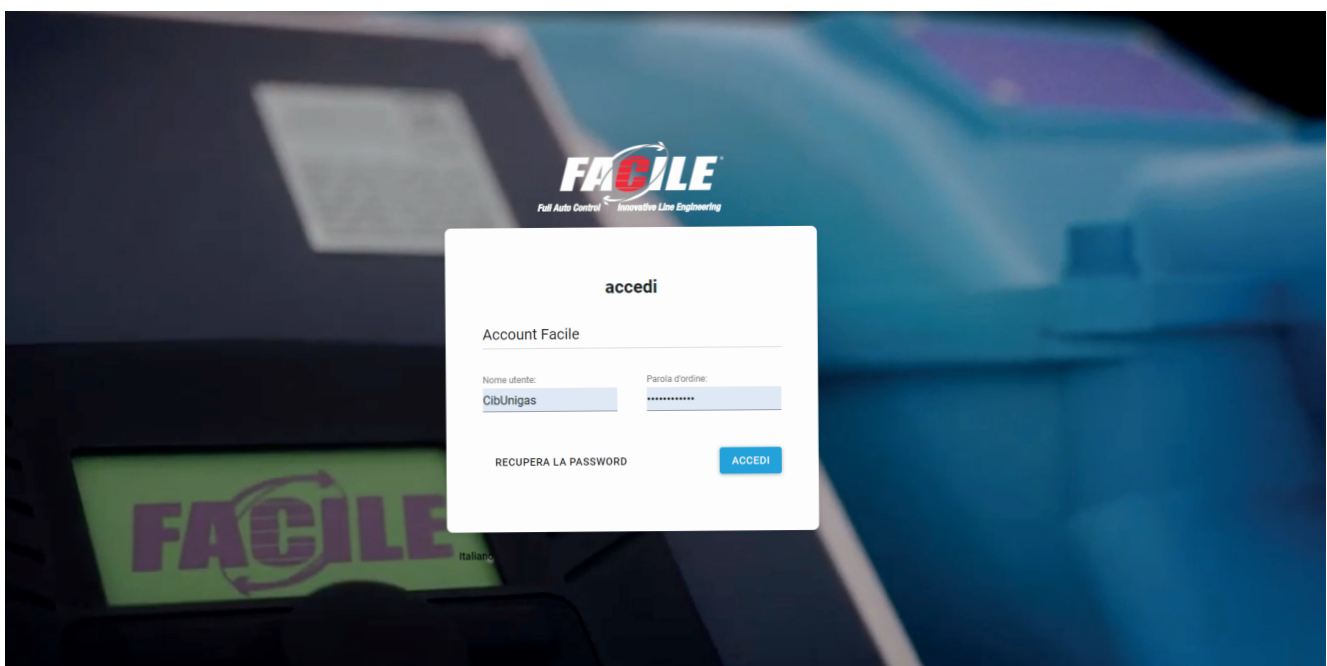 FACILE
Full Auto Control Innovative Line Engineering
accedi
Account Facile
Nome utente: Parola d'ordine:
CibUnigas ••••••••••••
RECUPERA LA PASSWORD ACCEDI
FACILE
Italiano